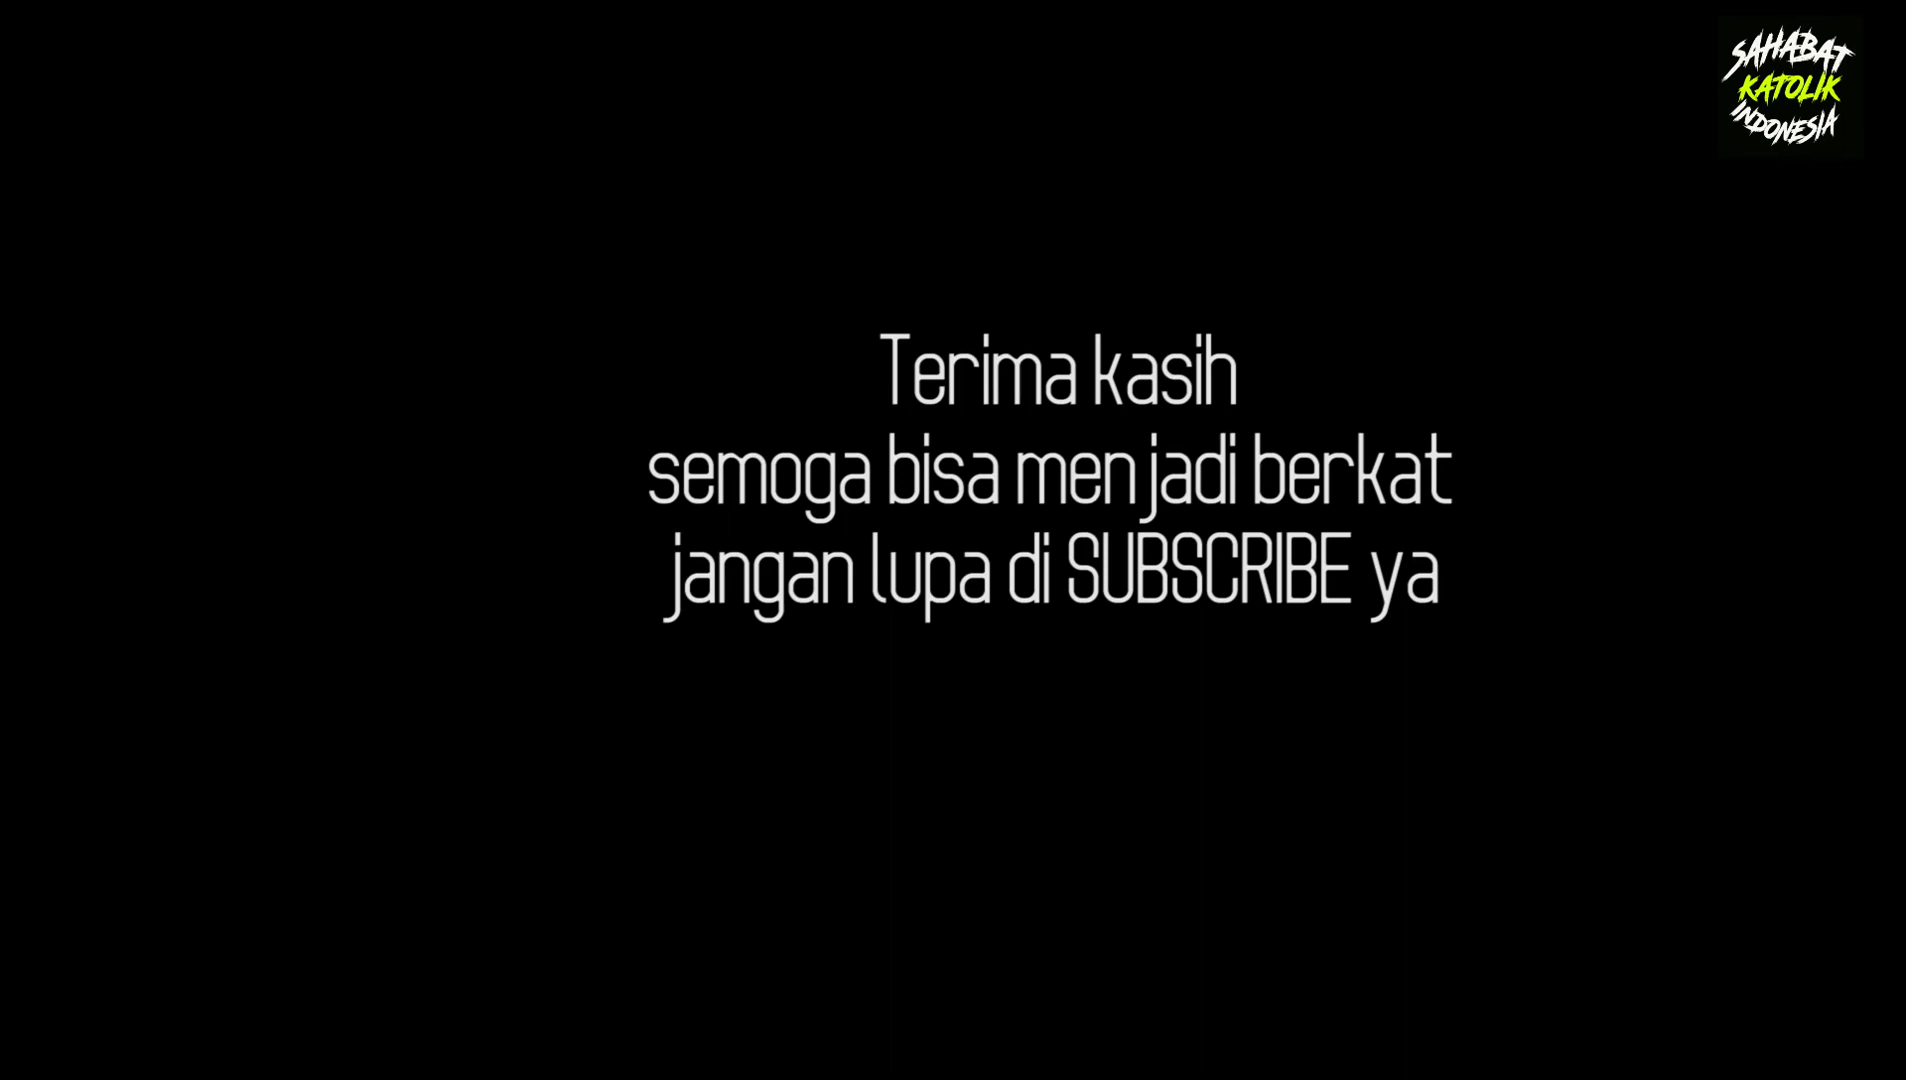 SAHABAT
KATOLIK
INDONESIA
Terima kasih
semoga bisa menjadi berkat
jangan lupa di SUBSCRIBE ya